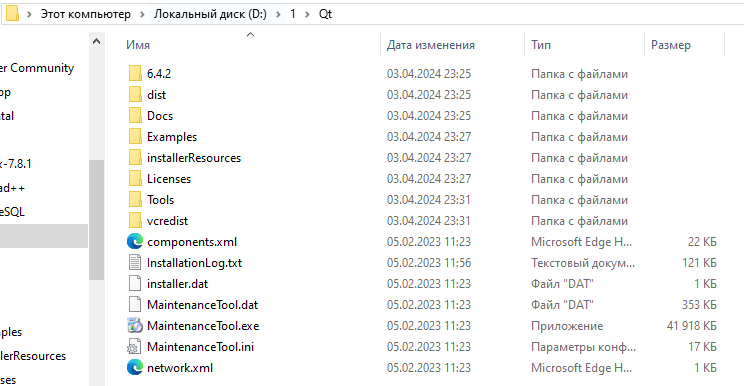 Этот компьютер › Локальный диск (D:) › 1 › Qt
Имя Дата изменения Тип Размер
er Community
op
ntal
x-7.8.1
ad++
eSQL
ples
llerResources
ses
6.4.2 03.04.2024 23:25 Папка с файлами
dist 03.04.2024 23:25 Папка с файлами
Docs 03.04.2024 23:25 Папка с файлами
Examples 03.04.2024 23:27 Папка с файлами
installerResources 03.04.2024 23:27 Папка с файлами
Licenses 03.04.2024 23:27 Папка с файлами
Tools 03.04.2024 23:31 Папка с файлами
vcredist 03.04.2024 23:31 Папка с файлами
components.xml 05.02.2023 11:23 Microsoft Edge H... 22 КБ
InstallationLog.txt 05.02.2023 11:56 Текстовый докум... 121 КБ
installer.dat 05.02.2023 11:23 Файл "DAT" 1 КБ
MaintenanceTool.dat 05.02.2023 11:23 Файл "DAT" 353 КБ
MaintenanceTool.exe 05.02.2023 11:23 Приложение 41 918 КБ
MaintenanceTool.ini 05.02.2023 11:23 Параметры конф... 17 КБ
network.xml 05.02.2023 11:23 Microsoft Edge H... 1 КБ